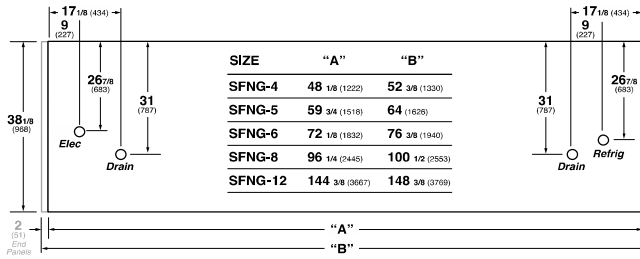 17 1/8 (434)
9
(227)
17 1/8 (434)
9
(227)
SIZE "A" "B"
SFNG-4 48 1/8 (1222) 52 3/8 (1330)
SFNG-5 59 3/4 (1518) 64 (1626)
SFNG-6 72 1/8 (1832) 76 3/8 (1940)
SFNG-8 96 1/4 (2445) 100 1/2 (2553)
SFNG-12 144 3/8 (3667) 148 3/8 (3769)
26 7/8
(683)
31
(787)
38 1/8
(968)
Elec
Drain
31
(787)
26 7/8
(683)
Drain
Refrig
2
(51)
End
Panels
"A"
"B"